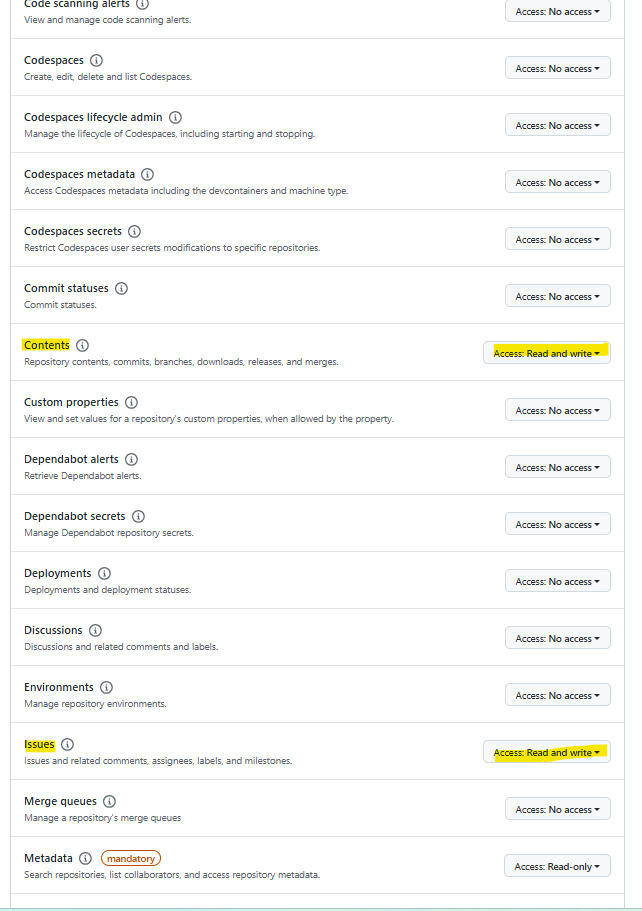 Code scanning alerts
View and manage code scanning alerts.
Access: No access
Codespaces
Create, edit, delete and list Codespaces.
Access: No access
Codespaces lifecycle admin
Manage the lifecycle of Codespaces, including starting and stopping.
Access: No access
Codespaces metadata
Access Codespaces metadata including the devcontainers and machine type.
Access: No access
Codespaces secrets
Restrict Codespaces user secrets modifications to specific repositories.
Access: No access
Commit statuses
Commit statuses.
Access: No access
Contents
Repository contents, commits, branches, downloads, releases, and merges.
Access: Read and write
Custom properties
View and set values for a repository's custom properties, when allowed by the property.
Access: No access
Dependabot alerts
Retrieve Dependabot alerts.
Access: No access
Dependabot secrets
Manage Dependabot repository secrets.
Access: No access
Deployments
Deployments and deployment statuses.
Access: No access
Discussions
Discussions and related comments and labels.
Access: No access
Environments
Manage repository environments.
Access: No access
Issues
Issues and related comments, assignees, labels, and milestones.
Access: Read and write
Merge queues
Manage a repository's merge queues
Access: No access
Metadata mandatory
Search repositories, list collaborators, and access repository metadata.
Access: Read-only